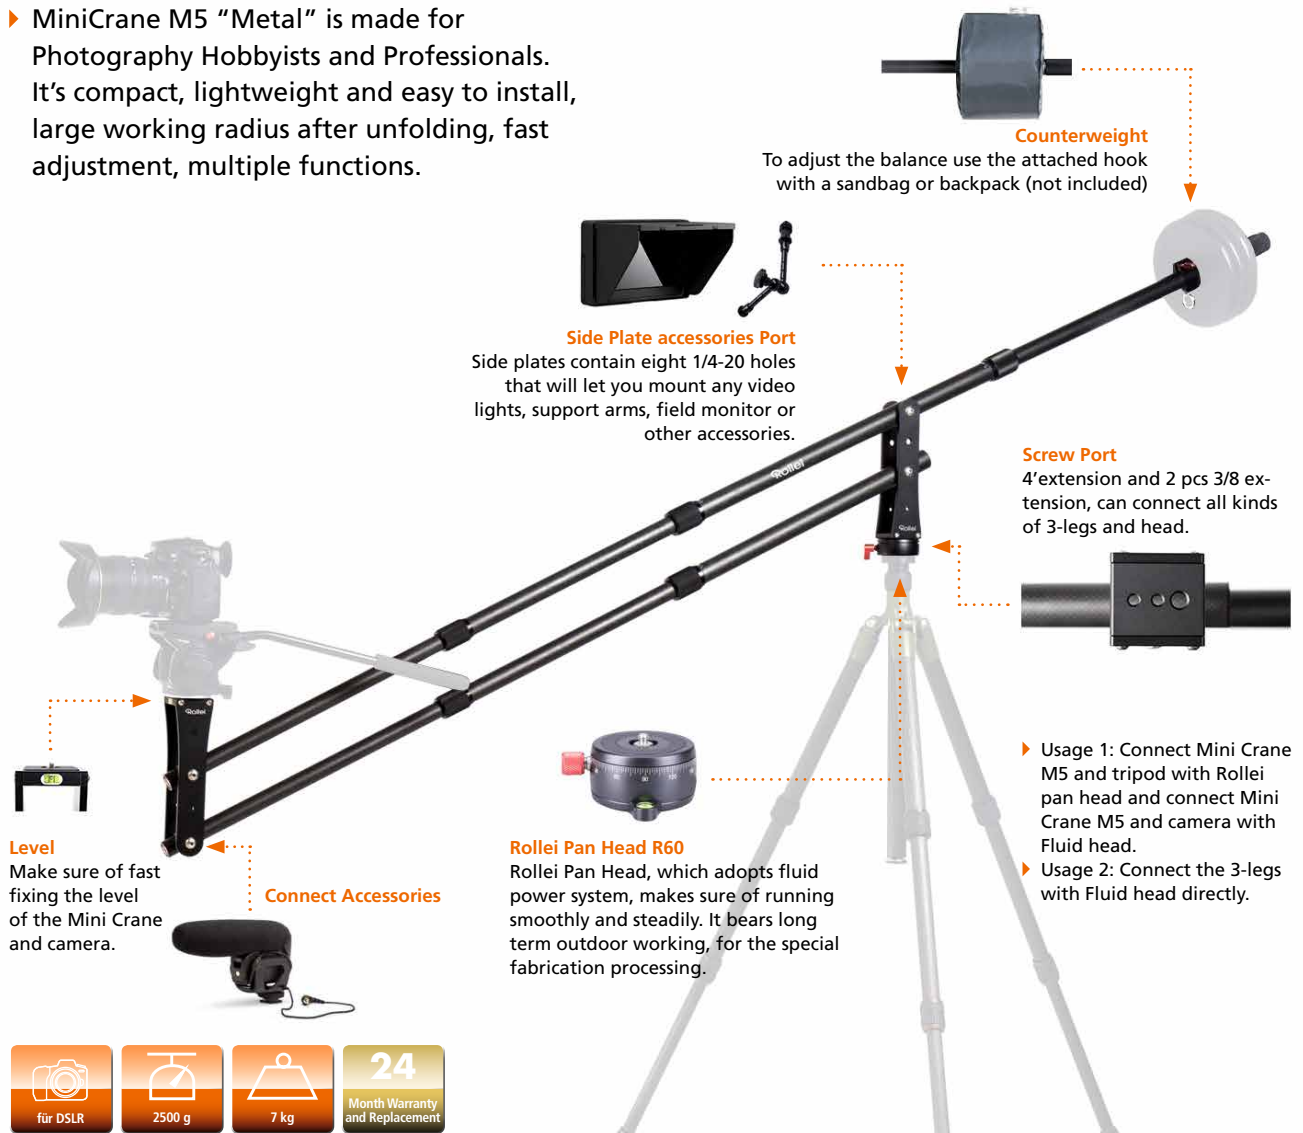 MiniCrane M5 “Metal” is made for
Photography Hobbyists and Professionals.
It’s compact, lightweight and easy to install,
large working radius after unfolding, fast
adjustment, multiple functions.
Counterweight
To adjust the balance use the attached hook
with a sandbag or backpack (not included)
Side Plate accessories Port
Side plates contain eight 1/4-20 holes
that will let you mount any video
lights, support arms, field monitor or
other accessories.
Rollei
Rollei
Screw Port
4’extension and 2 pcs 3/8 ex-
tension, can connect all kinds
of 3-legs and head.
Rollei
Level
Make sure of fast
fixing the level
of the Mini Crane
and camera.
Connect Accessories
80
90
100
Rollei Pan Head R60
Rollei Pan Head, which adopts fluid
power system, makes sure of running
smoothly and steadily. It bears long
term outdoor working, for the special
fabrication processing.
Usage 1: Connect Mini Crane
M5 and tripod with Rollei
pan head and connect Mini
Crane M5 and camera with
Fluid head.
Usage 2: Connect the 3-legs
with Fluid head directly.
für DSLR
2500 g
7 kg
24
Month Warranty
and Replacement